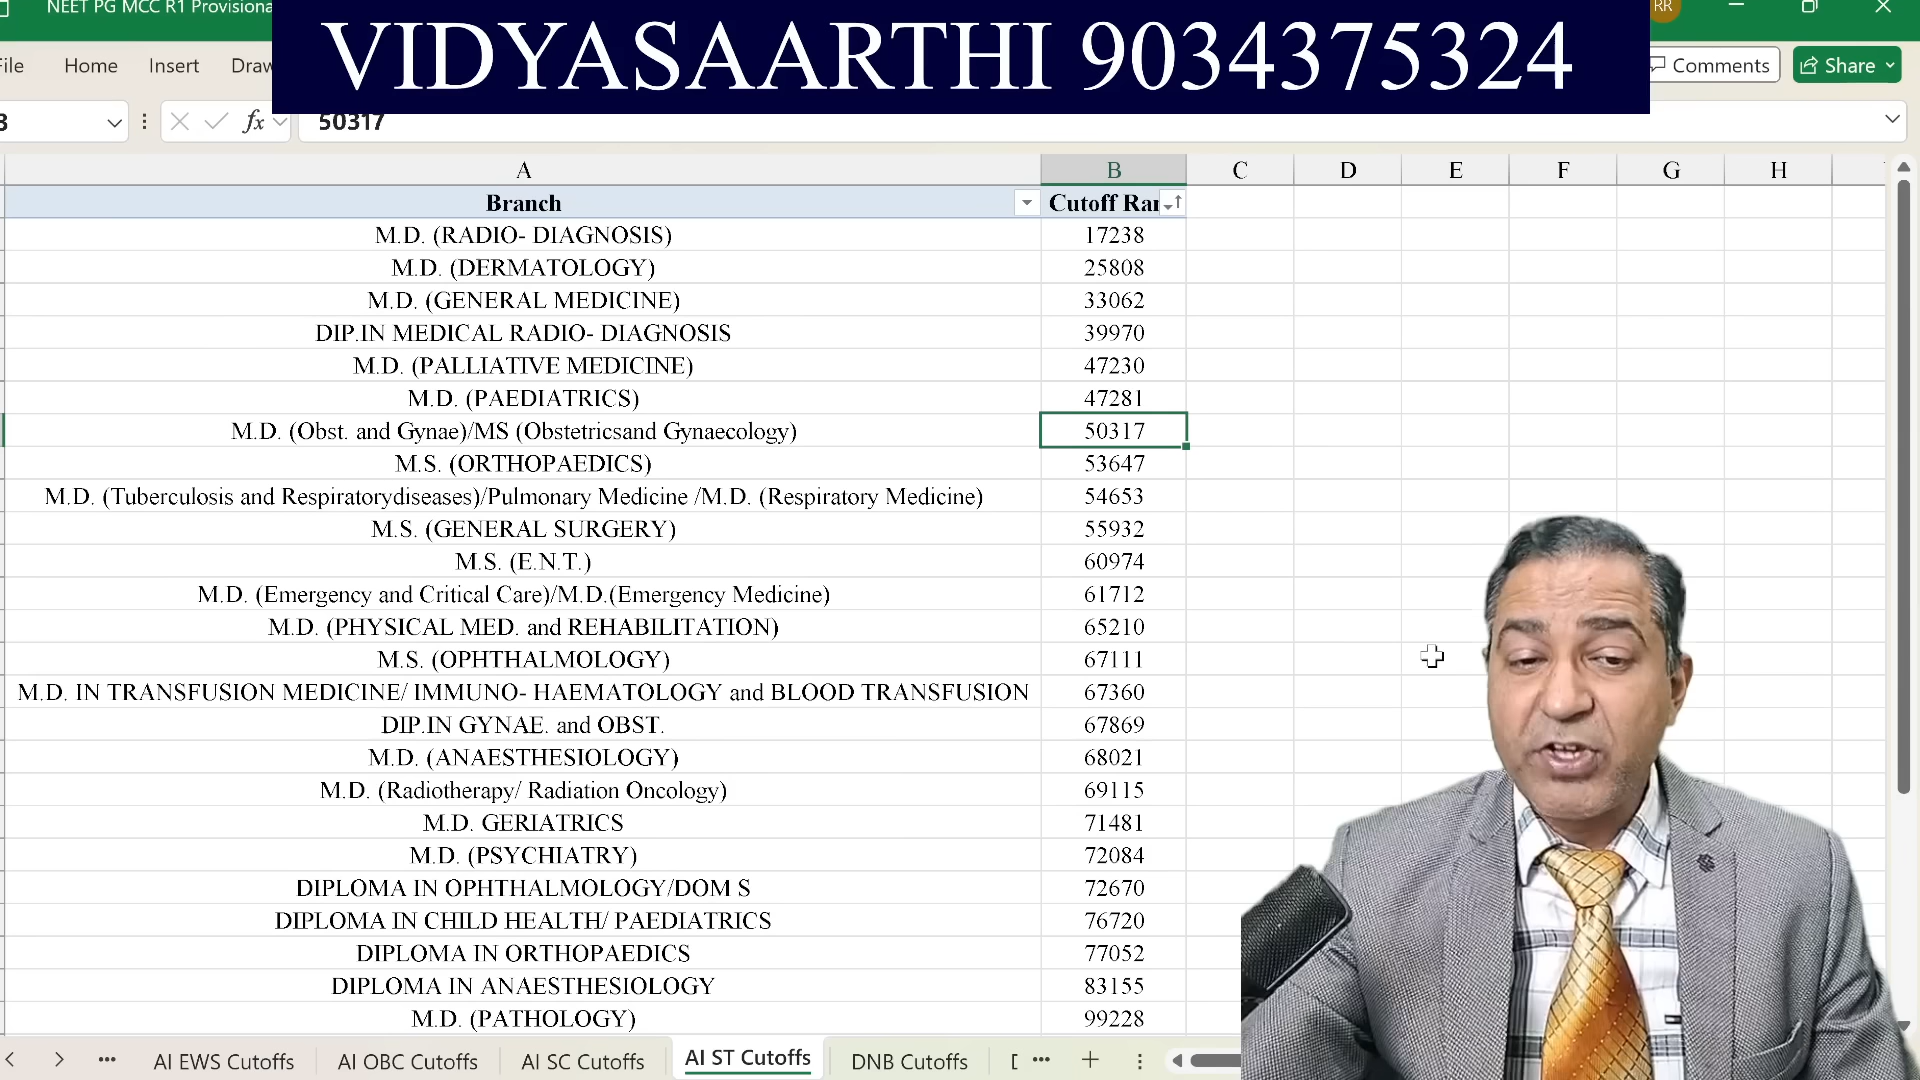 NEET PG MCC R1 Provisiona
VIDYASAARTHI 9034375324
RR
File Home Insert Draw
Comments Share
fx 50317
A B C D E F G H
Branch Cutoff Ran
M.D. (RADIO- DIAGNOSIS) 17238
M.D. (DERMATOLOGY) 25808
M.D. (GENERAL MEDICINE) 33062
DIP.IN MEDICAL RADIO- DIAGNOSIS 39970
M.D. (PALLIATIVE MEDICINE) 47230
M.D. (PAEDIATRICS) 47281
M.D. (Obst. and Gynae)/MS (Obstetricsand Gynaecology) 50317
M.S. (ORTHOPAEDICS) 53647
M.D. (Tuberculosis and Respiratorydiseases)/Pulmonary Medicine /M.D. (Respiratory Medicine) 54653
M.S. (GENERAL SURGERY) 55932
M.S. (E.N.T.) 60974
M.D. (Emergency and Critical Care)/M.D.(Emergency Medicine) 61712
M.D. (PHYSICAL MED. and REHABILITATION) 65210
M.S. (OPHTHALMOLOGY) 67111
M.D. IN TRANSFUSION MEDICINE/ IMMUNO- HAEMATOLOGY and BLOOD TRANSFUSION 67360
DIP.IN GYNAE. and OBST. 67869
M.D. (ANAESTHESIOLOGY) 68021
M.D. (Radiotherapy/ Radiation Oncology) 69115
M.D. GERIATRICS 71481
M.D. (PSYCHIATRY) 72084
DIPLOMA IN OPHTHALMOLOGY/DOM S 72670
DIPLOMA IN CHILD HEALTH/ PAEDIATRICS 76720
DIPLOMA IN ORTHOPAEDICS 77052
DIPLOMA IN ANAESTHESIOLOGY 83155
M.D. (PATHOLOGY) 99228
AI EWS Cutoffs AI OBC Cutoffs AI SC Cutoffs AI ST Cutoffs DNB Cutoffs